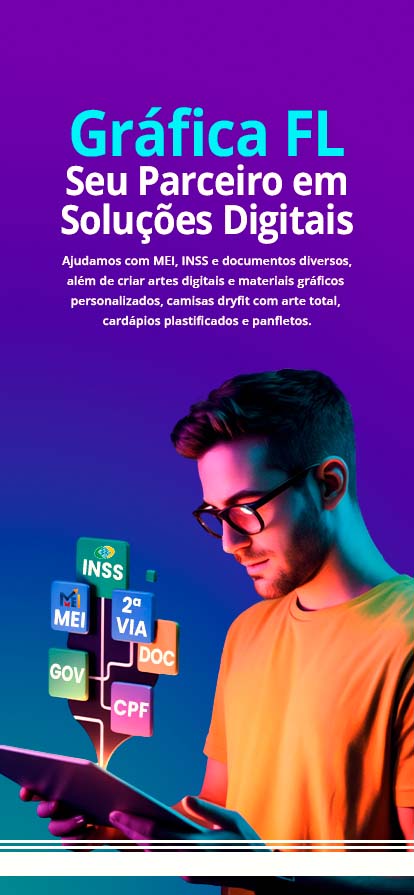 Gráfica FL
Seu Parceiro em
Soluções Digitais
Ajudamos com MEI, INSS e documentos diversos,
além de criar artes digitais e materiais gráficos
personalizados, camisas dryfit com arte total,
cardápios plastificados e panfletos.
INSS
MEI
MEI
2ª
VIA
DOC
GOV
CPF